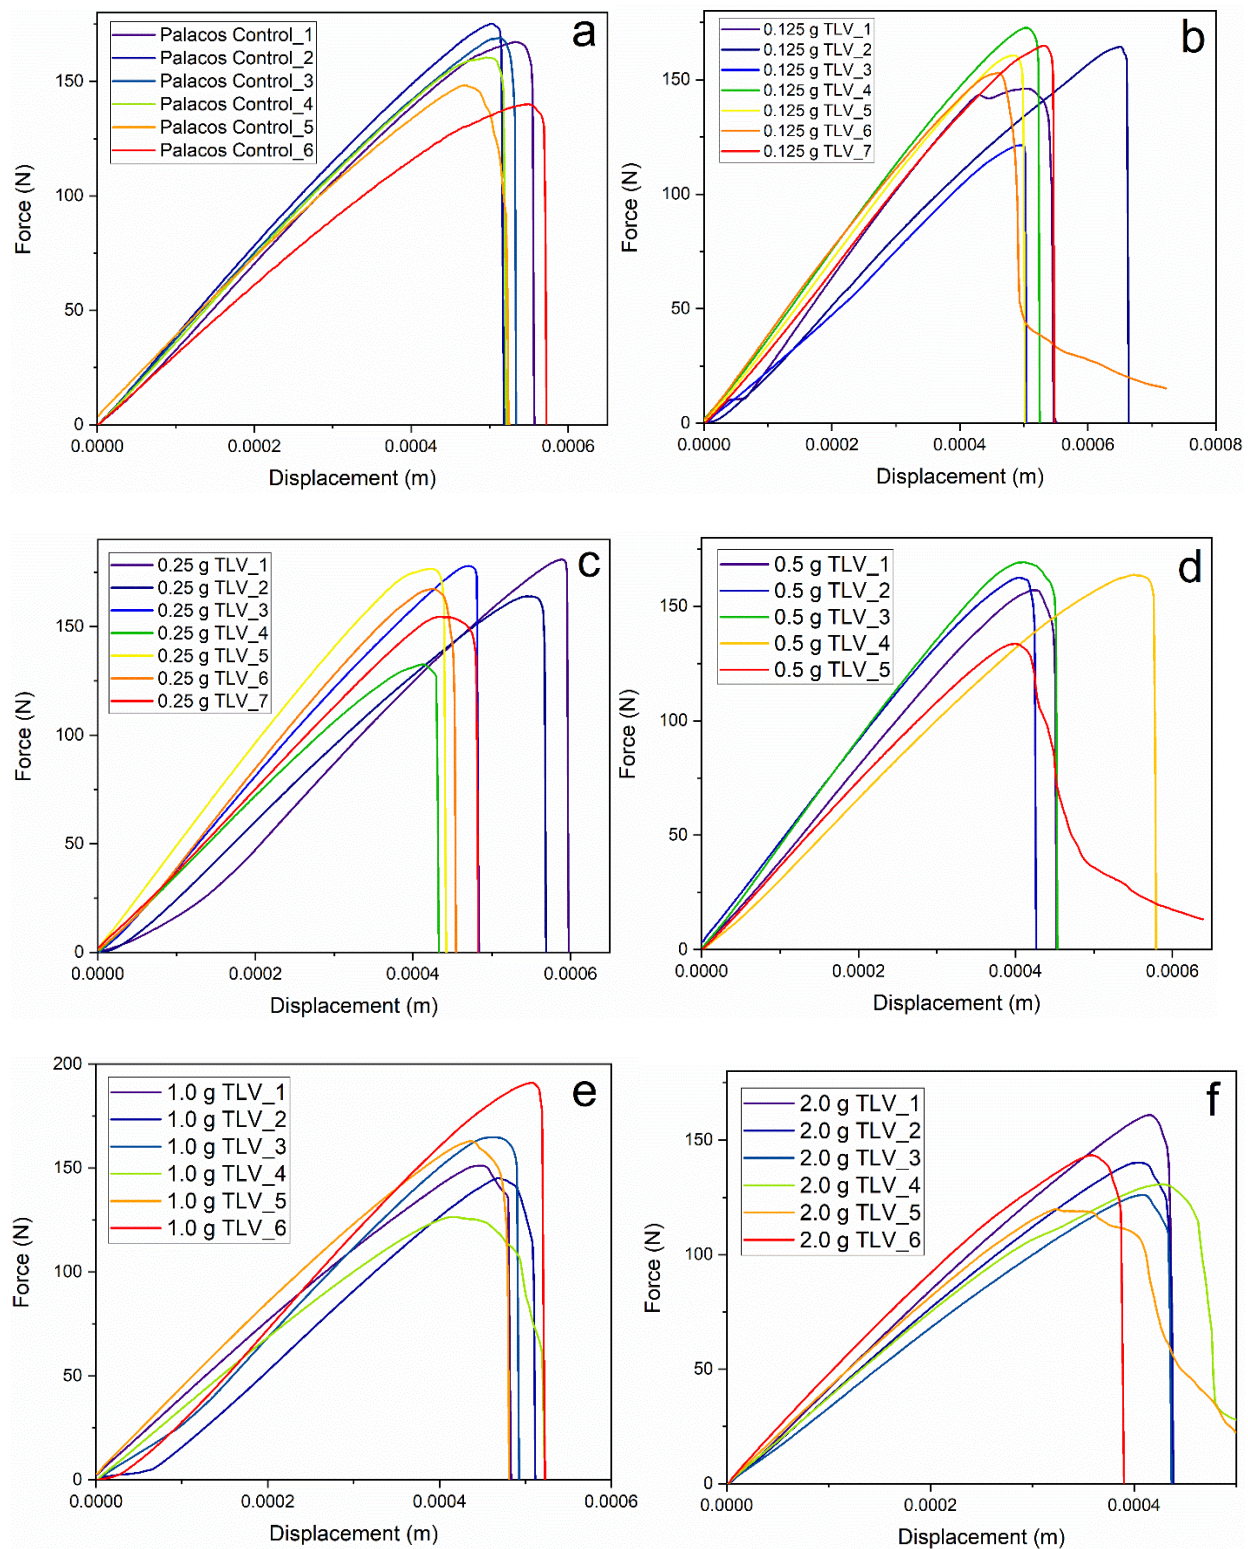 a
Palacos Control_1
Palacos Control_2
Palacos Control_3
Palacos Control_4
Palacos Control_5
Palacos Control_6
150
100
50
0
Force (N)
0.0000
0.0002
0.0004
0.0006
Displacement (m)
b
0.125 g TLV_1
0.125 g TLV_2
0.125 g TLV_3
0.125 g TLV_4
0.125 g TLV_5
0.125 g TLV_6
0.125 g TLV_7
150
100
50
0
Force (N)
0.0000
0.0002
0.0004
0.0006
0.0008
Displacement (m)
c
0.25 g TLV_1
0.25 g TLV_2
0.25 g TLV_3
0.25 g TLV_4
0.25 g TLV_5
0.25 g TLV_6
0.25 g TLV_7
150
100
50
0
Force (N)
0.0000
0.0002
0.0004
0.0006
Displacement (m)
d
0.5 g TLV_1
0.5 g TLV_2
0.5 g TLV_3
0.5 g TLV_4
0.5 g TLV_5
150
100
50
0
Force (N)
0.0000
0.0002
0.0004
0.0006
Displacement (m)
e
1.0 g TLV_1
1.0 g TLV_2
1.0 g TLV_3
1.0 g TLV_4
1.0 g TLV_5
1.0 g TLV_6
200
150
100
50
0
Force (N)
0.0000
0.0002
0.0004
0.0006
Displacement (m)
f
2.0 g TLV_1
2.0 g TLV_2
2.0 g TLV_3
2.0 g TLV_4
2.0 g TLV_5
2.0 g TLV_6
150
100
50
0
Force (N)
0.0000
0.0002
0.0004
Displacement (m)